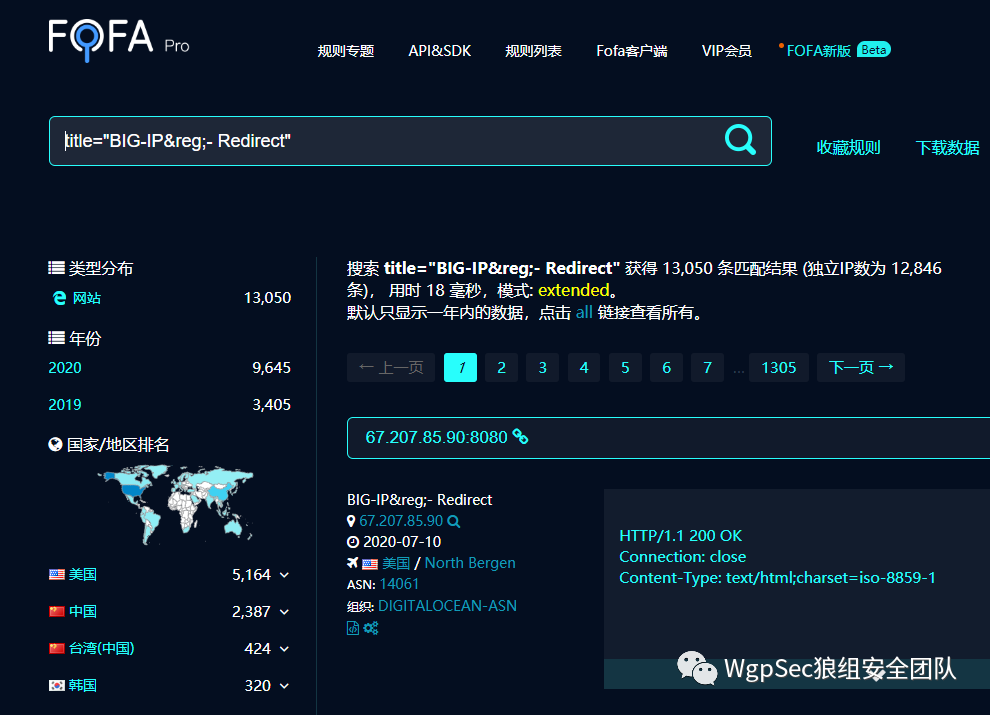 FOFA Pro
规则专题 API&SDK 规则列表 Fofa客户端 VIP会员 FOFA新版 Beta
title="BIG-IP&reg;- Redirect"
收藏规则 下载数据
类型分布
网站 13,050
年份
2020 9,645
2019 3,405
国家/地区排名
美国 5,164
中国 2,387
台湾(中国) 424
韩国 320
搜索 title="BIG-IP&reg;- Redirect" 获得 13,050 条匹配结果 (独立IP数为 12,846
条)， 用时 18 毫秒，模式: extended。
默认只显示一年内的数据，点击 all 链接查看所有。
← 上一页 1 2 3 4 5 6 7 ... 1305 下一页 →
67.207.85.90:8080
BIG-IP&reg;- Redirect
67.207.85.90
2020-07-10
美国 / North Bergen
ASN: 14061
组织: DIGITALOCEAN-ASN
HTTP/1.1 200 OK
Connection: close
Content-Type: text/html;charset=iso-8859-1
WgpSec狼组安全团队